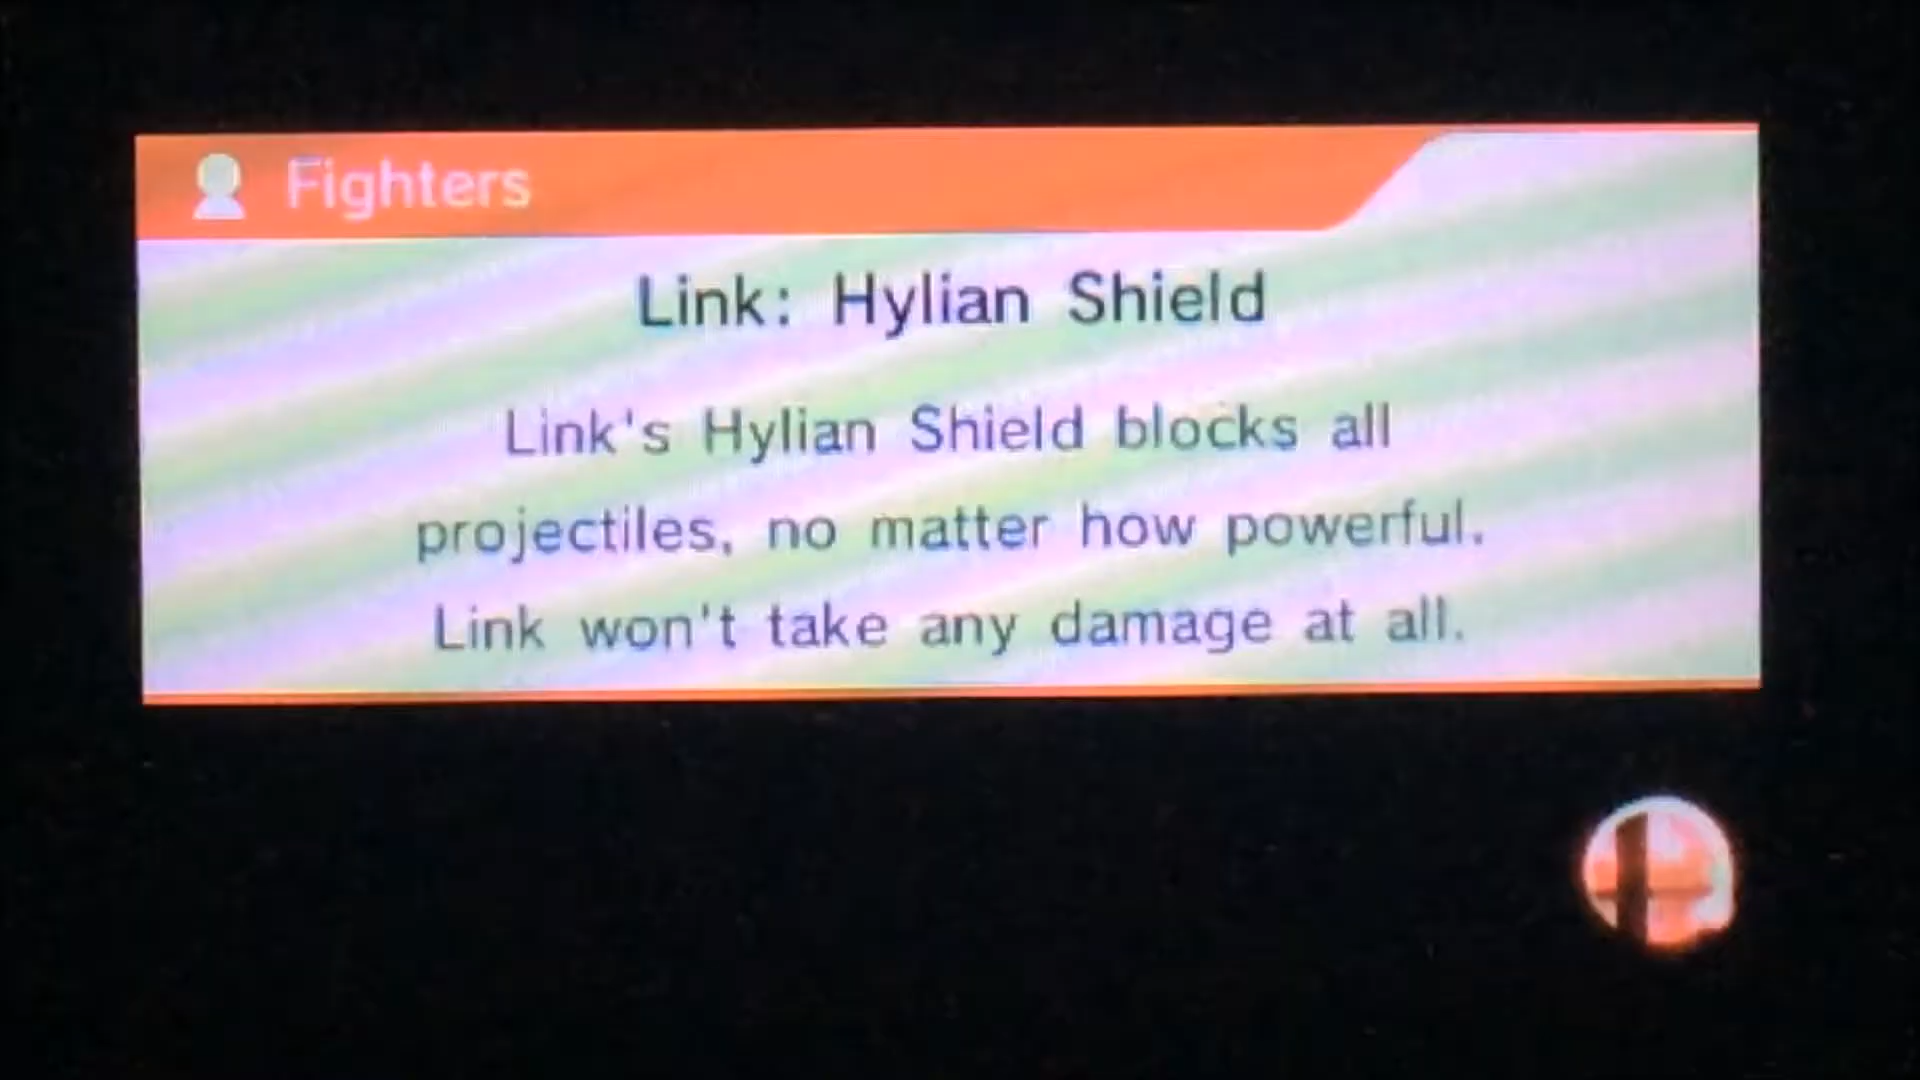 Fighters
Link: Hylian Shield
Link's Hylian Shield blocks all
projectiles, no matter how powerful.
Link won't take any damage at all.